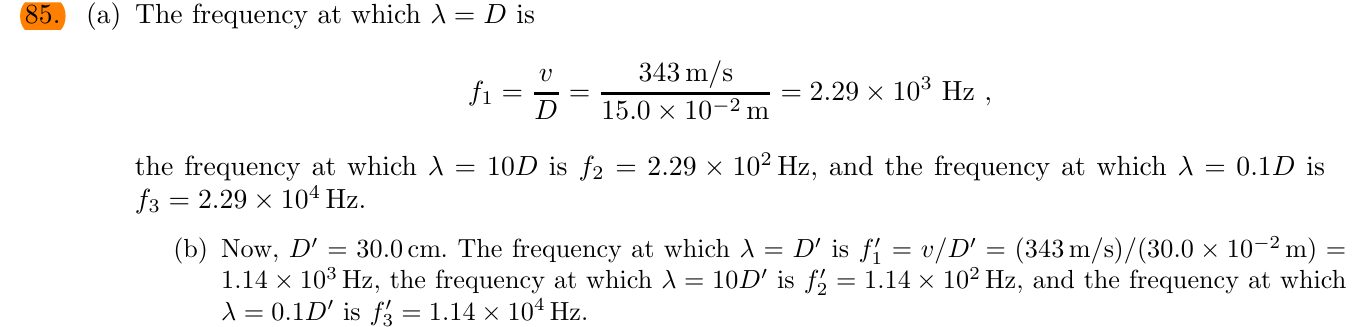 85. (a) The frequency at which λ = D is
f₁ = v/D = 343 m/s / 15.0 × 10⁻² m = 2.29 × 10³ Hz ,
the frequency at which λ = 10D is f₂ = 2.29 × 10² Hz, and the frequency at which λ = 0.1D is
f₃ = 2.29 × 10⁴ Hz.
(b) Now, D′ = 30.0 cm. The frequency at which λ = D′ is f′₁ = v/D′ = (343 m/s)/(30.0 × 10⁻² m) =
1.14 × 10³ Hz, the frequency at which λ = 10D′ is f′₂ = 1.14 × 10² Hz, and the frequency at which
λ = 0.1D′ is f′₃ = 1.14 × 10⁴ Hz.